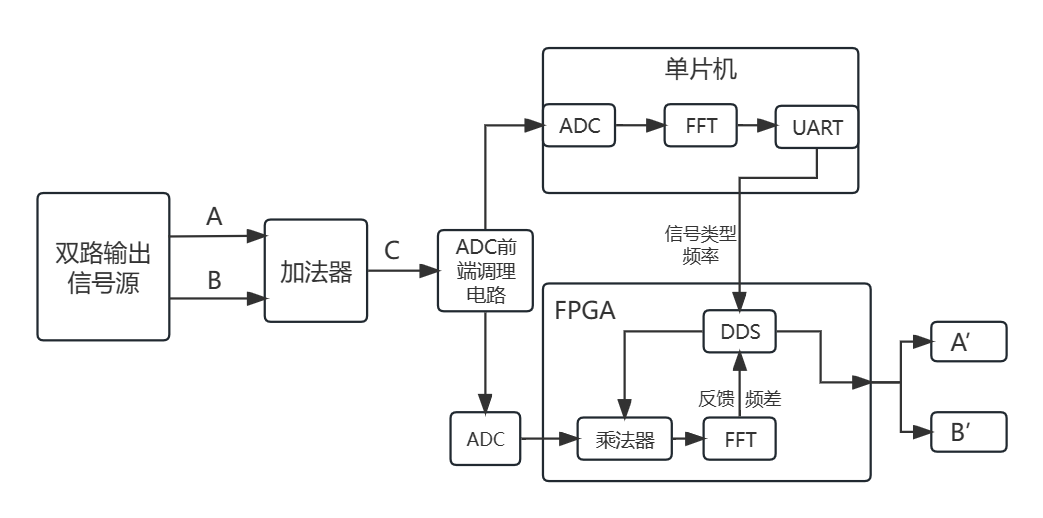 单片机
ADC
FFT
UART
双路输出
信号源
A
B
加法器
C
ADC前
端调理
电路
信号类型
频率
FPGA
DDS
反馈 频差
ADC
乘法器
FFT
A′
B′